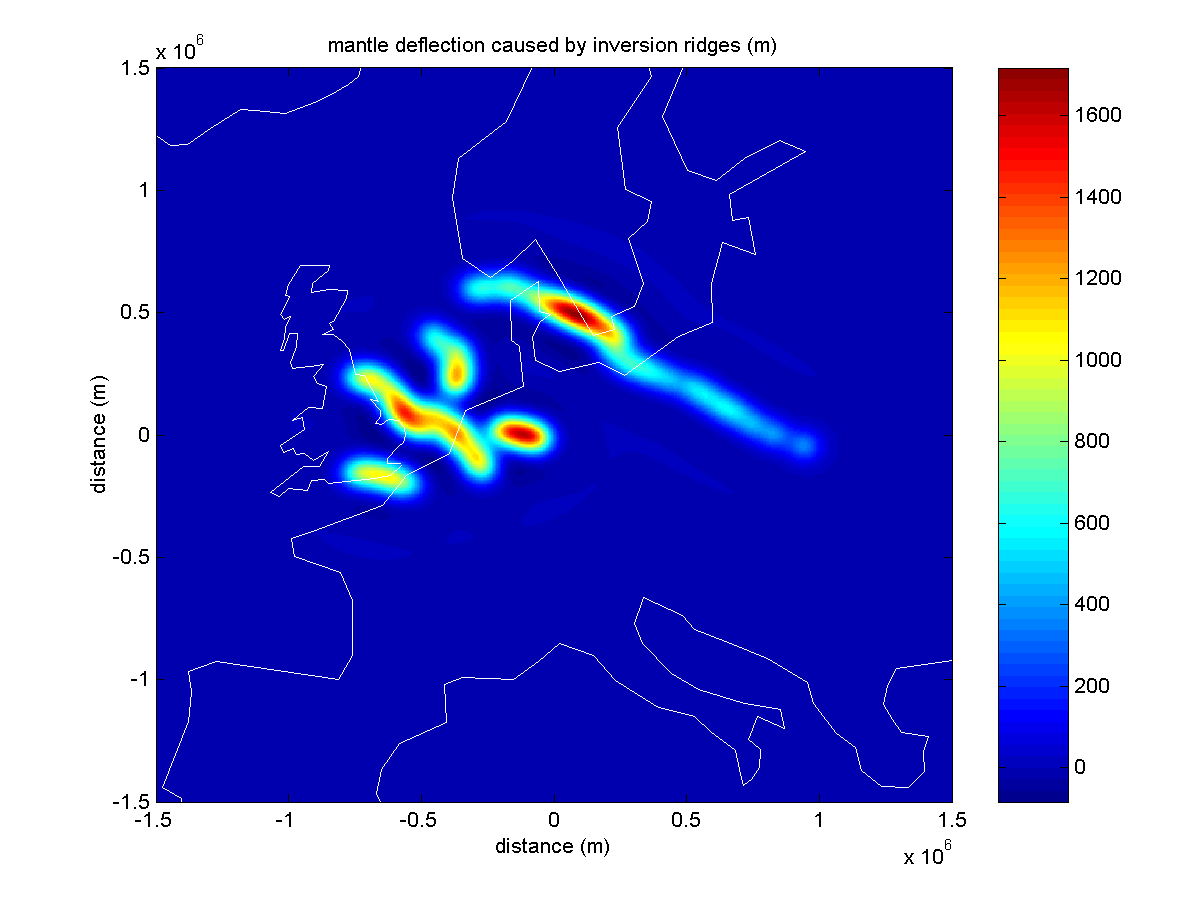 mantle deflection caused by inversion ridges (m)
x 10^6
1.5
1
0.5
0
-0.5
-1
-1.5
distance (m)
-1.5 -1 -0.5 0 0.5 1 1.5
distance (m)
x 10^6
1600
1400
1200
1000
800
600
400
200
0